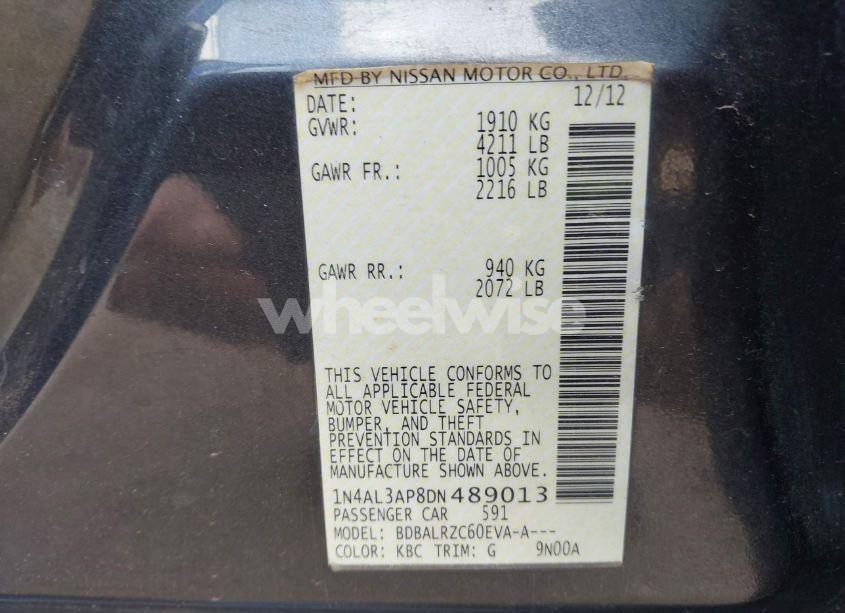 MFD BY NISSAN MOTOR CO., LTD.
DATE: 12/12
GVWR: 1910 KG
4211 LB
GAWR FR.: 1005 KG
2216 LB
GAWR RR.: 940 KG
2072 LB
wheelwise
THIS VEHICLE CONFORMS TO
ALL APPLICABLE FEDERAL
MOTOR VEHICLE SAFETY,
BUMPER, AND THEFT
PREVENTION STANDARDS IN
EFFECT ON THE DATE OF
MANUFACTURE SHOWN ABOVE.
1N4AL3AP8DN489013
PASSENGER CAR 591
MODEL: BDBALRZC60EVA-A---
COLOR: KBC TRIM: G 9N00A